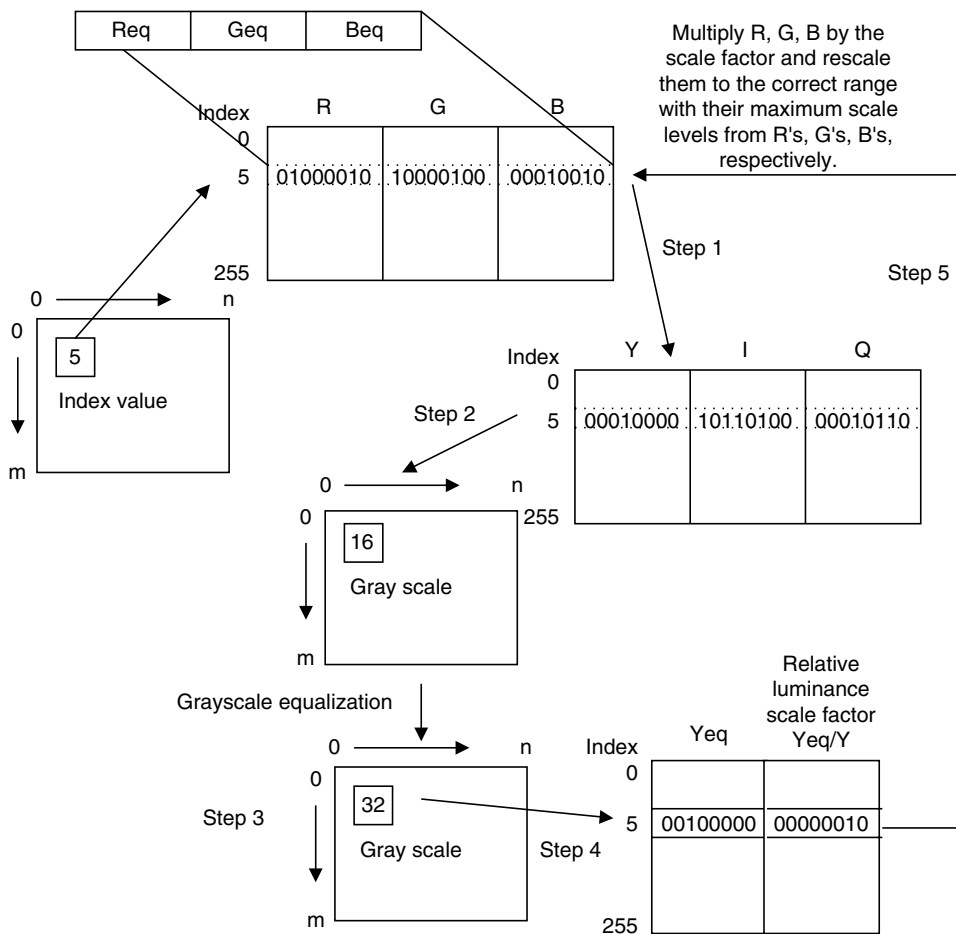 Req Geq Beq
Multiply R, G, B by the
scale factor and rescale
them to the correct range
with their maximum scale
levels from R's, G's, B's,
respectively.
Index R G B
0
5 01000010 10000100 00010010
255
Step 1
Step 5
0 n
0
5
Index value
m
Index Y I Q
0
5 00010000 10110100 00010110
255
Step 2
0 n
0
16
Gray scale
m
Grayscale equalization
0 n
0
32
Gray scale
m
Step 3
Step 4
Relative
luminance
scale factor
Index Yeq Yeq/Y
0
5 00100000 00000010
255